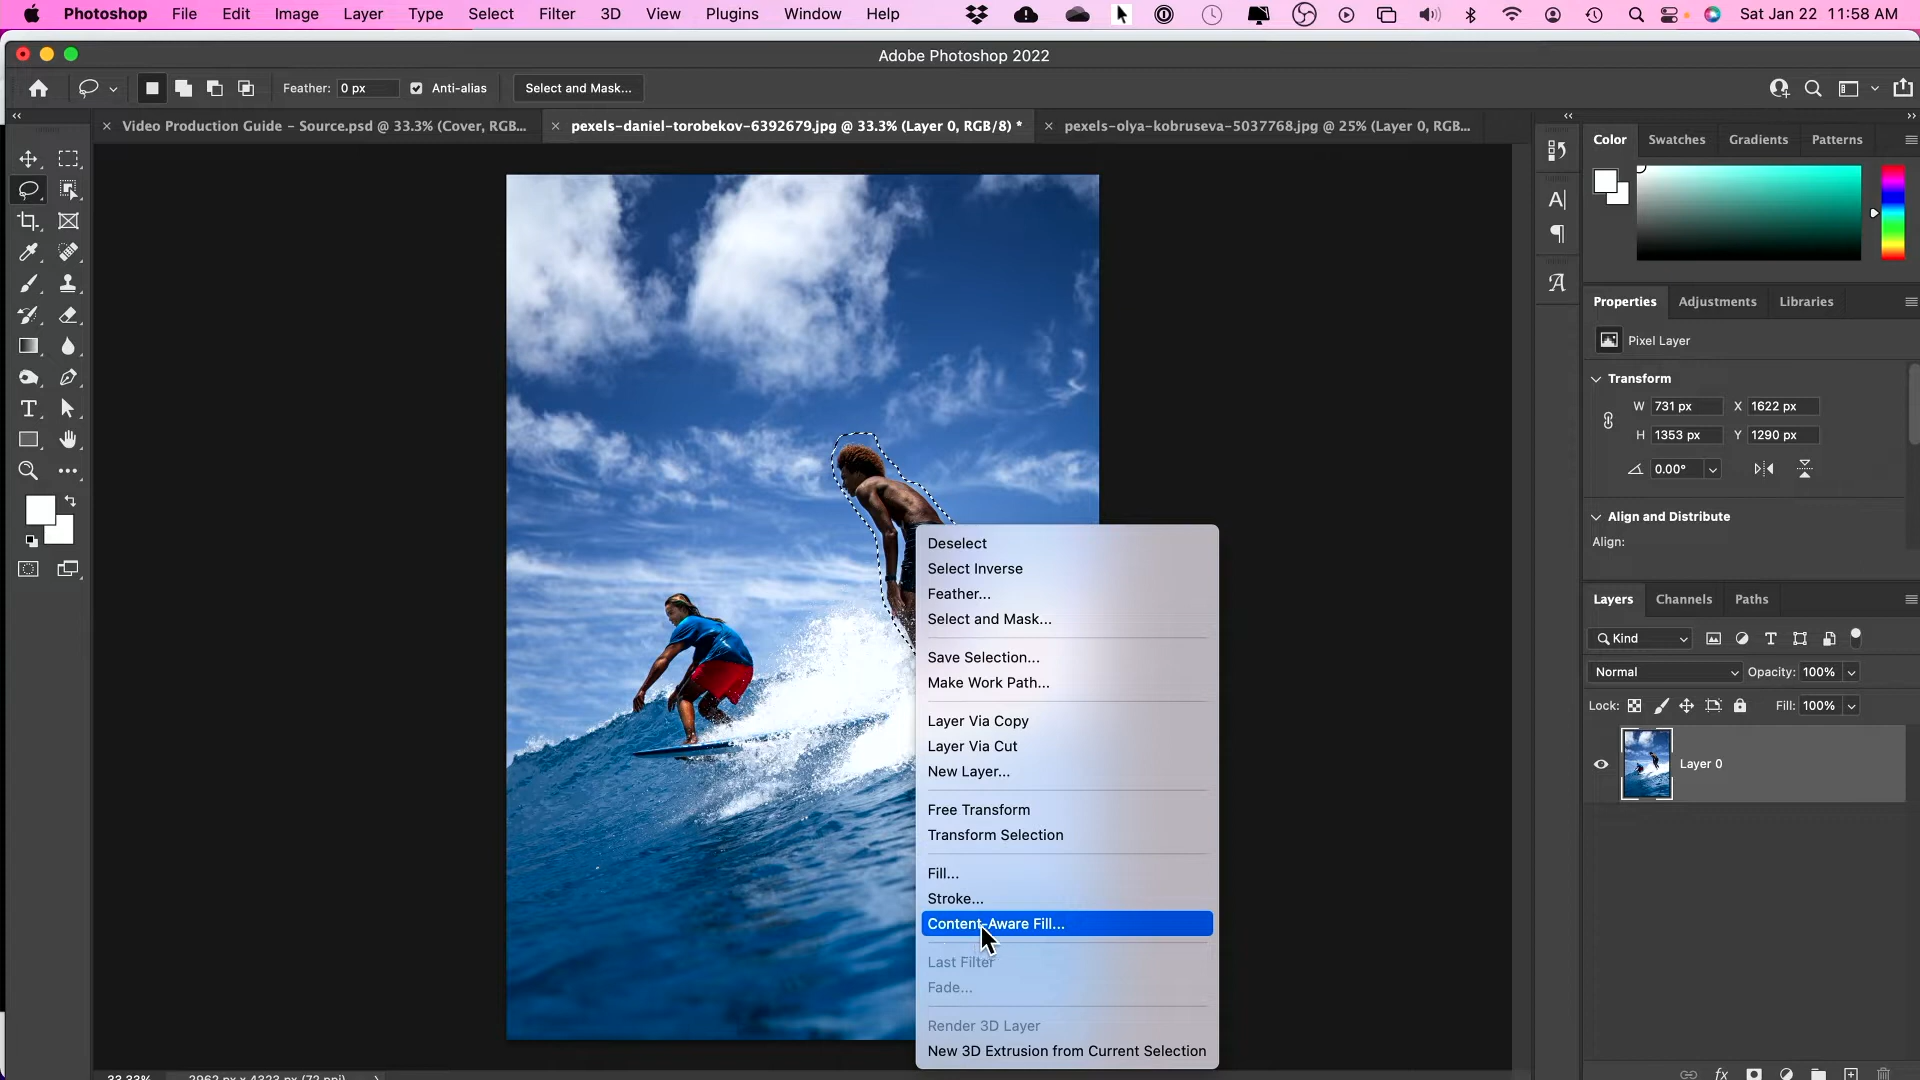 Photoshop File Edit Image Layer Type Select Filter 3D View Plugins Window Help Sat Jan 22 11:58 AM
Adobe Photoshop 2022
Feather: 0 px Anti-alias Select and Mask...
Video Production Guide – Source.psd @ 33.3% (Cover, RGB... pexels-daniel-torobekov-6392679.jpg @ 33.3% (Layer 0, RGB/8) * pexels-olya-kobruseva-5037768.jpg @ 25% (Layer 0, RGB...
Color Swatches Gradients Patterns
Properties Adjustments Libraries
Pixel Layer
Transform
W 731 px X 1622 px
H 1353 px Y 1290 px
0.00°
Align and Distribute
Align:
Deselect
Select Inverse
Feather...
Select and Mask...
Save Selection...
Make Work Path...
Layer Via Copy
Layer Via Cut
New Layer...
Free Transform
Transform Selection
Fill...
Stroke...
Content-Aware Fill...
Last Filter
Fade...
Render 3D Layer
New 3D Extrusion from Current Selection
Layers Channels Paths
Kind
Normal Opacity: 100%
Lock: Fill: 100%
Layer 0
33.33% 2962 px x 4323 px (72 ppi)